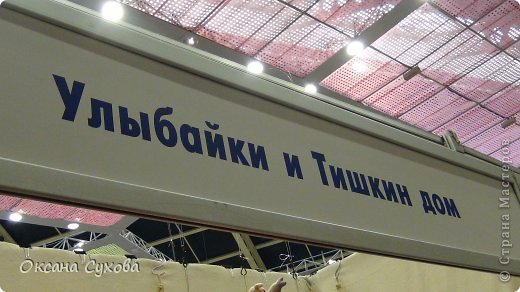 Улыбайки и Тишкин дом
Оксана Сухова
© Страна Мастеров